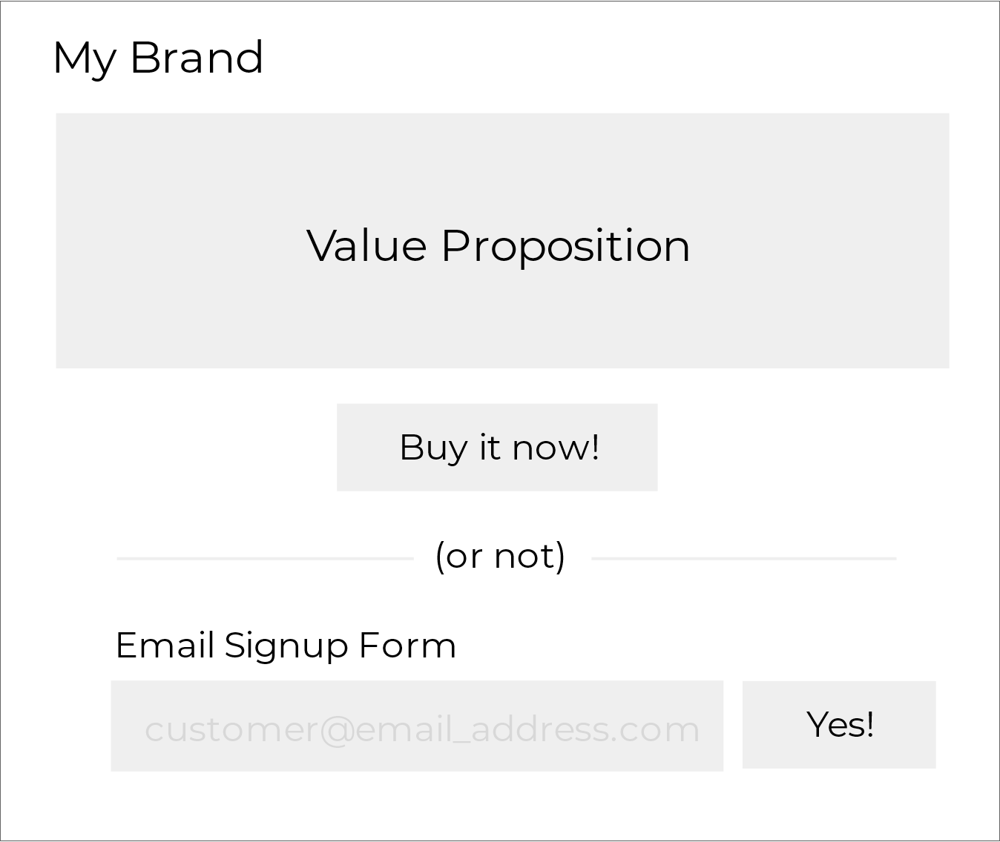 My Brand
Value Proposition
Buy it now!
(or not)
Email Signup Form
customer@email_address.com
Yes!